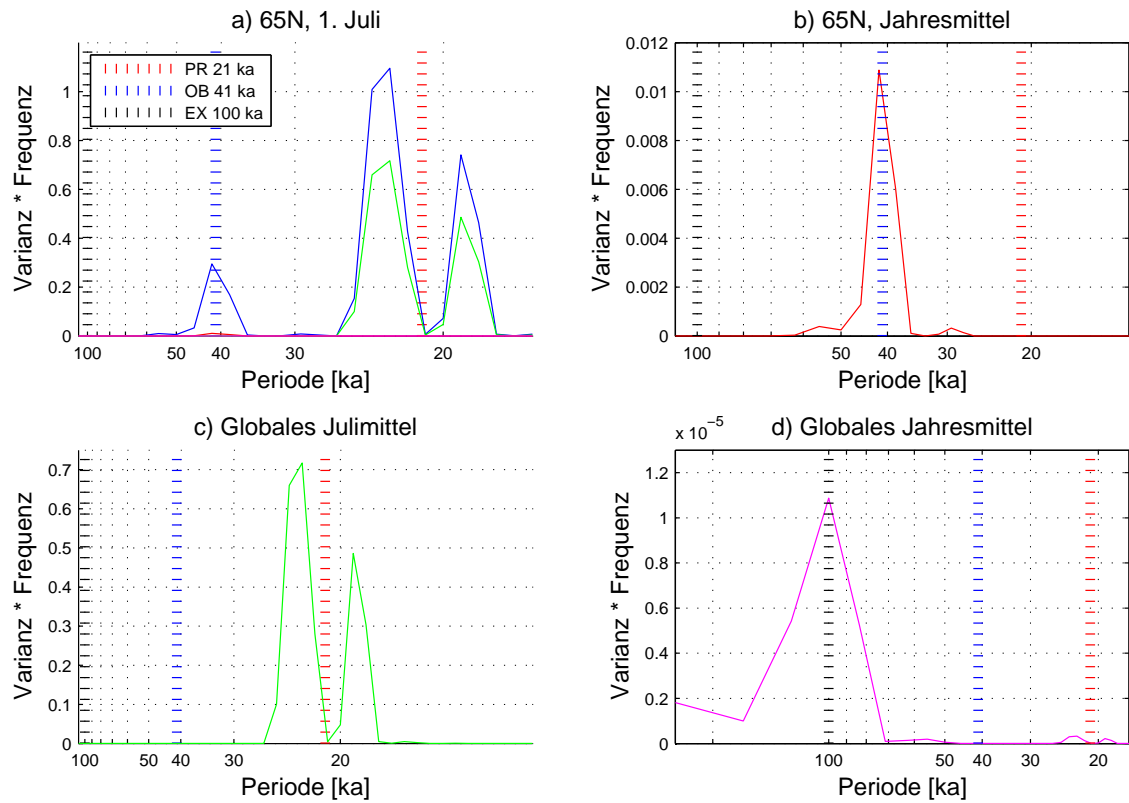 a) 65N, 1. Juli
PR 21 ka
OB 41 ka
EX 100 ka
Varianz * Frequenz
1
0.8
0.6
0.4
0.2
0
100 50 40 30 20
Periode [ka]
b) 65N, Jahresmittel
Varianz * Frequenz
0.012
0.01
0.008
0.006
0.004
0.002
0
100 50 40 30 20
Periode [ka]
c) Globales Julimittel
Varianz * Frequenz
0.7
0.6
0.5
0.4
0.3
0.2
0.1
0
100 50 40 30 20
Periode [ka]
d) Globales Jahresmittel
x 10⁻⁵
Varianz * Frequenz
1.2
1
0.8
0.6
0.4
0.2
0
100 40 30 20
Periode [ka]